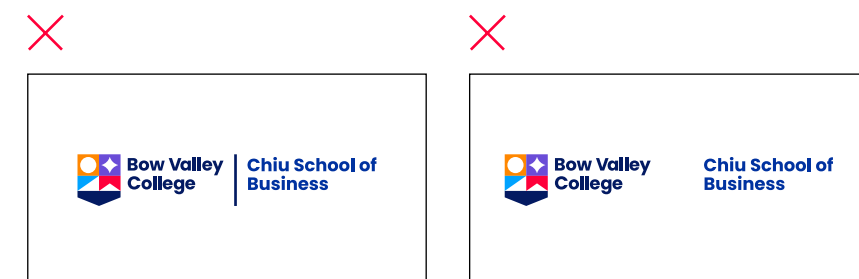 Bow Valley
College
Chiu School of
Business
Bow Valley
College
Chiu School of
Business